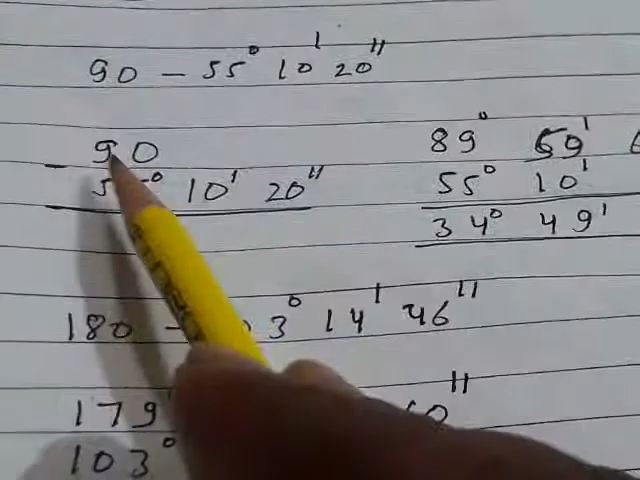 90 - 55° 10' 20"
90
- 10' 20"
89° 59'
55° 10'
34° 49'
180 - 3° 14' 46"
179°
103°